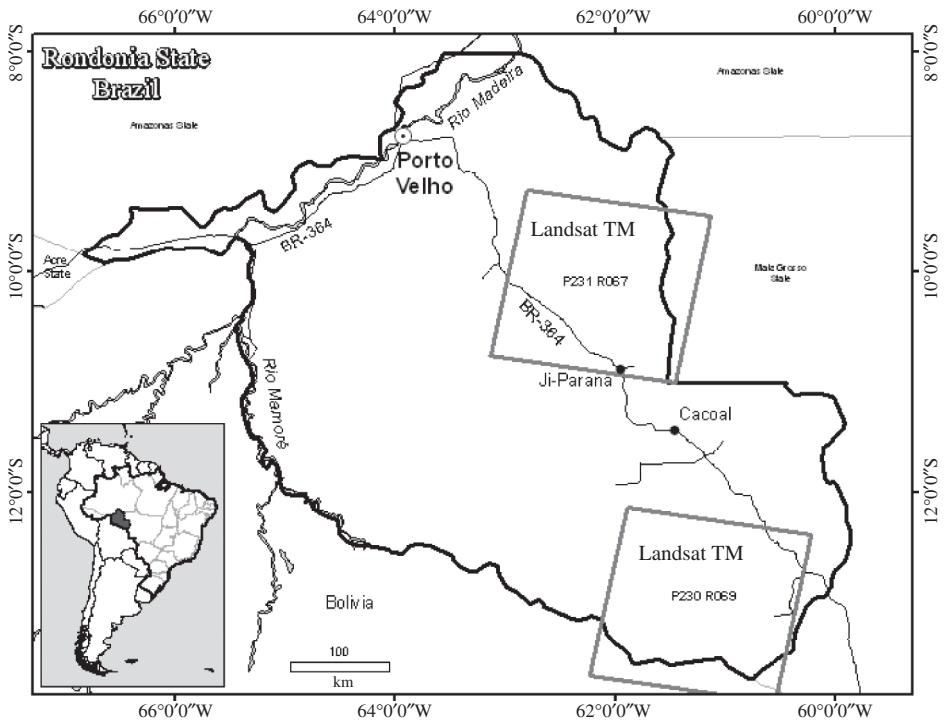 66°0′0″W 64°0′0″W 62°0′0″W 60°0′0″W
8°0′0″S
8°0′0″S
Rondonia State
Brazil
Amazonas State
Amazonas State
Rio Madeira
Porto
Velho
BR-364
Landsat TM
P231 R067
Acre
State
10°0′0″S
10°0′0″S
Mato Grosso
State
BR-364
Rio Mamoré
Ji-Parana
Cacoal
12°0′0″S
12°0′0″S
Landsat TM
P230 R069
Bolivia
100
km
66°0′0″W 64°0′0″W 62°0′0″W 60°0′0″W